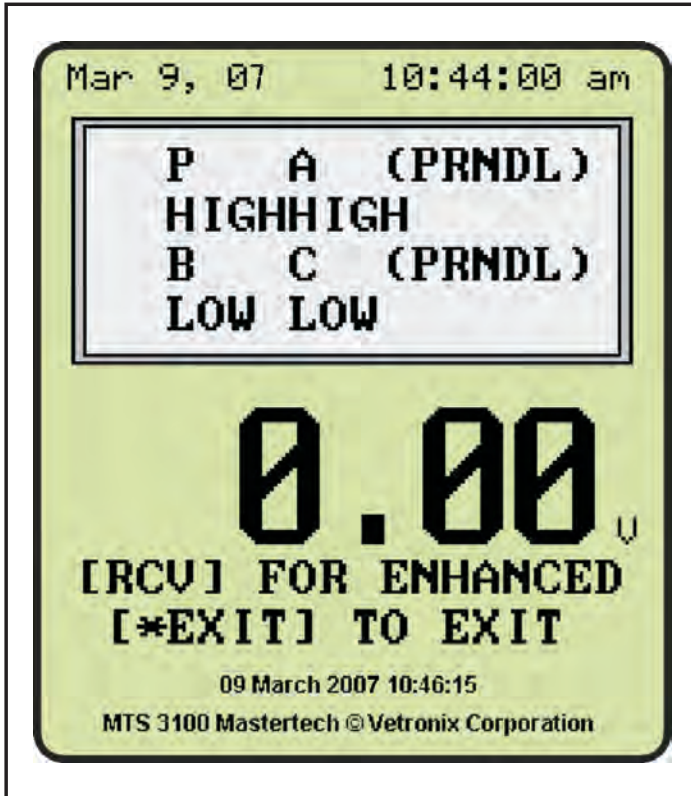 Mar 9, 07 10:44:00 am
P A (PRNDL)
HIGHHIGH
B C (PRNDL)
LOW LOW
0.00 V
[RCV] FOR ENHANCED
[*EXIT] TO EXIT
09 March 2007 10:46:15
MTS 3100 Mastertech © Vetronix Corporation